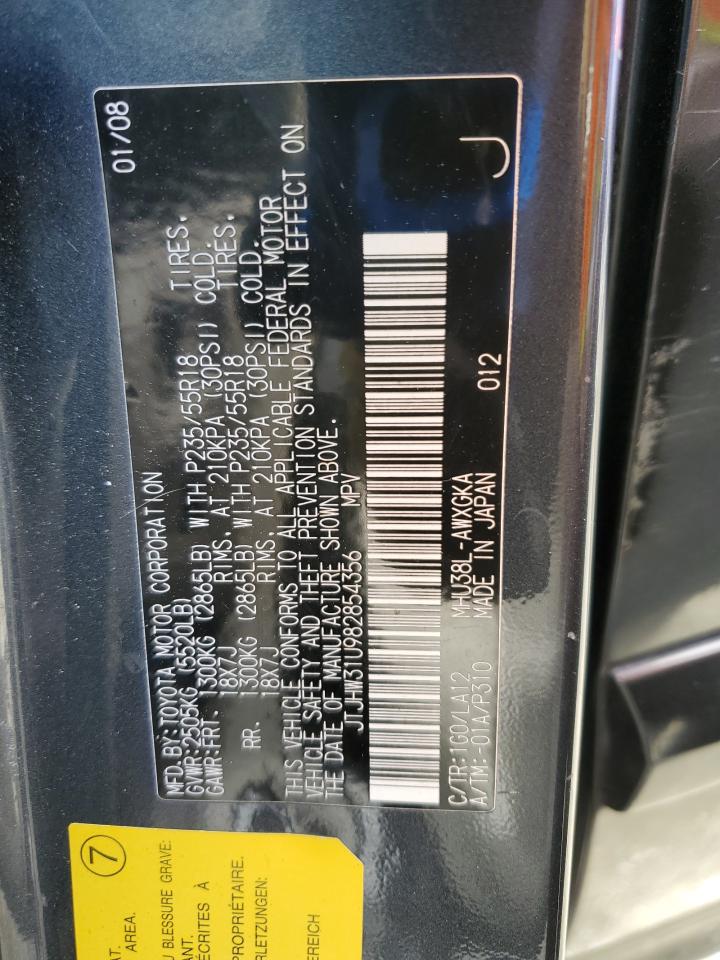 MFD. BY: TOYOTA MOTOR CORPORATION 01/08
GVWR: 2505KG (5520LB)
GAWR: FRT. 1300KG (2865LB) WITH P235/55R18 TIRES.
18X7J RIMS, AT 210KPA (30PSI) COLD.
RR. 1300KG (2865LB) WITH P235/55R18 TIRES.
18X7J RIMS, AT 210KPA (30PSI) COLD.
THIS VEHICLE CONFORMS TO ALL APPLICABLE FEDERAL MOTOR
VEHICLE SAFETY AND THEFT PREVENTION STANDARDS IN EFFECT ON
THE DATE OF MANUFACTURE SHOWN ABOVE.
JTJHW31U982854356 MPV
C/TR: 1G0/LA12 MHU38L-AWXGKA 012
A/TM: -01A/P310 MADE IN JAPAN J
7
AREA.
BLESSURE GRAVE:
ÉCRITES À
PROPRIÉTAIRE.